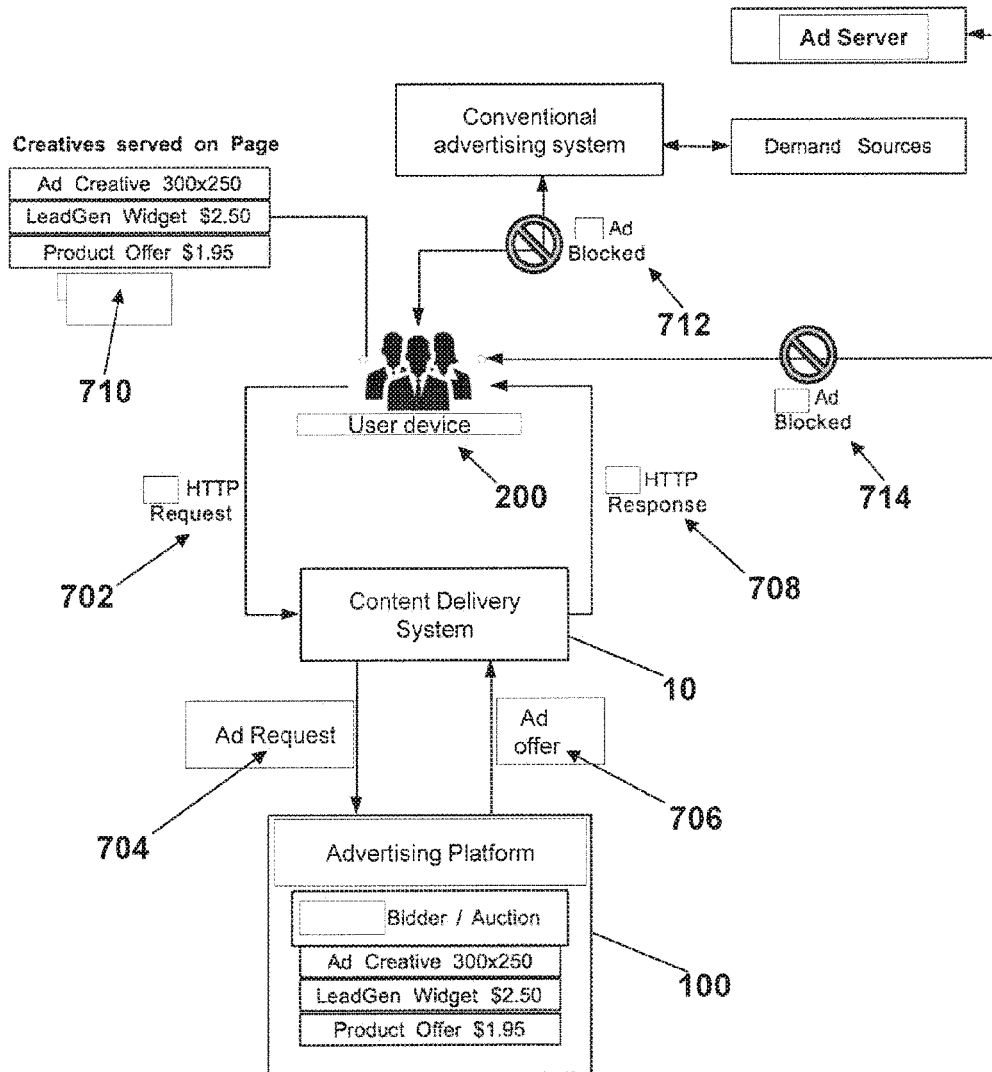 Ad Server
Conventional
advertising system
Demand Sources
Creatives served on Page
Ad Creative 300x250
LeadGen Widget $2.50
Product Offer $1.95
710
Ad
Blocked
712
Ad
Blocked
714
User device
200
HTTP
Request
702
HTTP
Response
708
Content Delivery
System
10
Ad Request
704
Ad
offer
706
Advertising Platform
Bidder / Auction
Ad Creative 300x250
LeadGen Widget $2.50
Product Offer $1.95
100